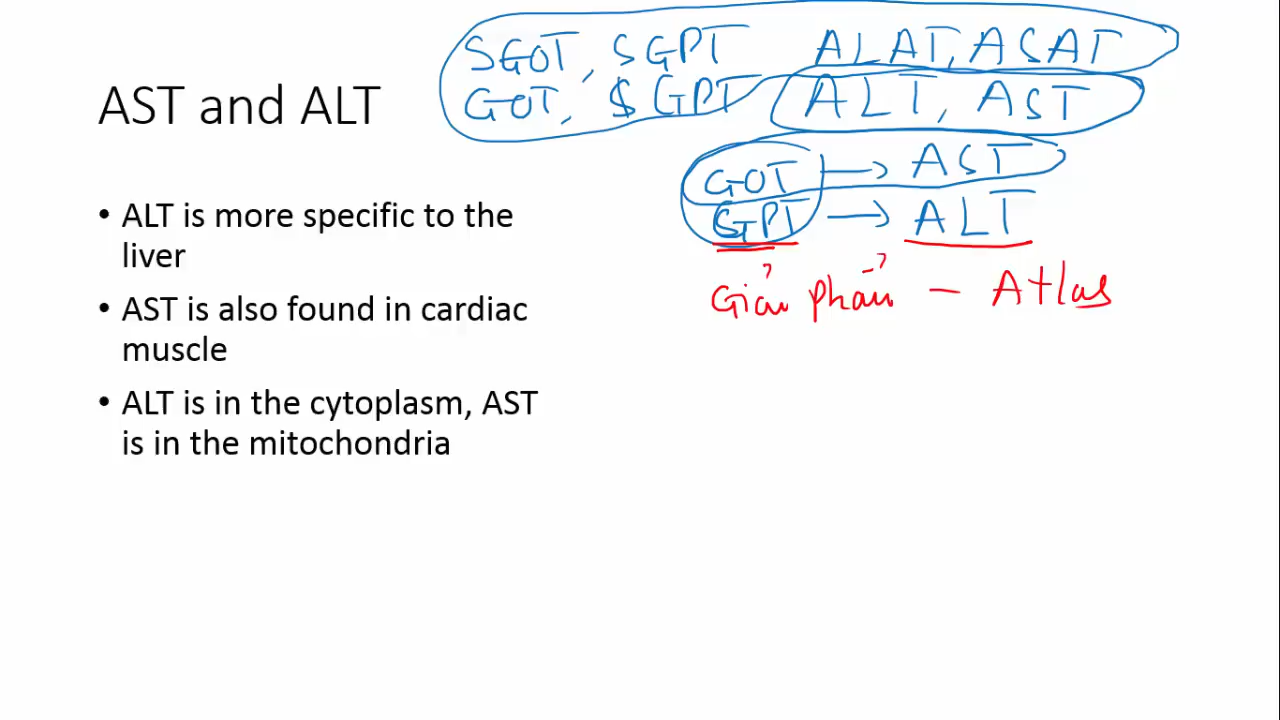 SGOT, SGPT ALAT, ASAT
GOT, SGPT ALT, AST
AST and ALT
GOT → AST
GPT → ALT
Giải phẩu - Atlas
• ALT is more specific to the
liver
• AST is also found in cardiac
muscle
• ALT is in the cytoplasm, AST
is in the mitochondria